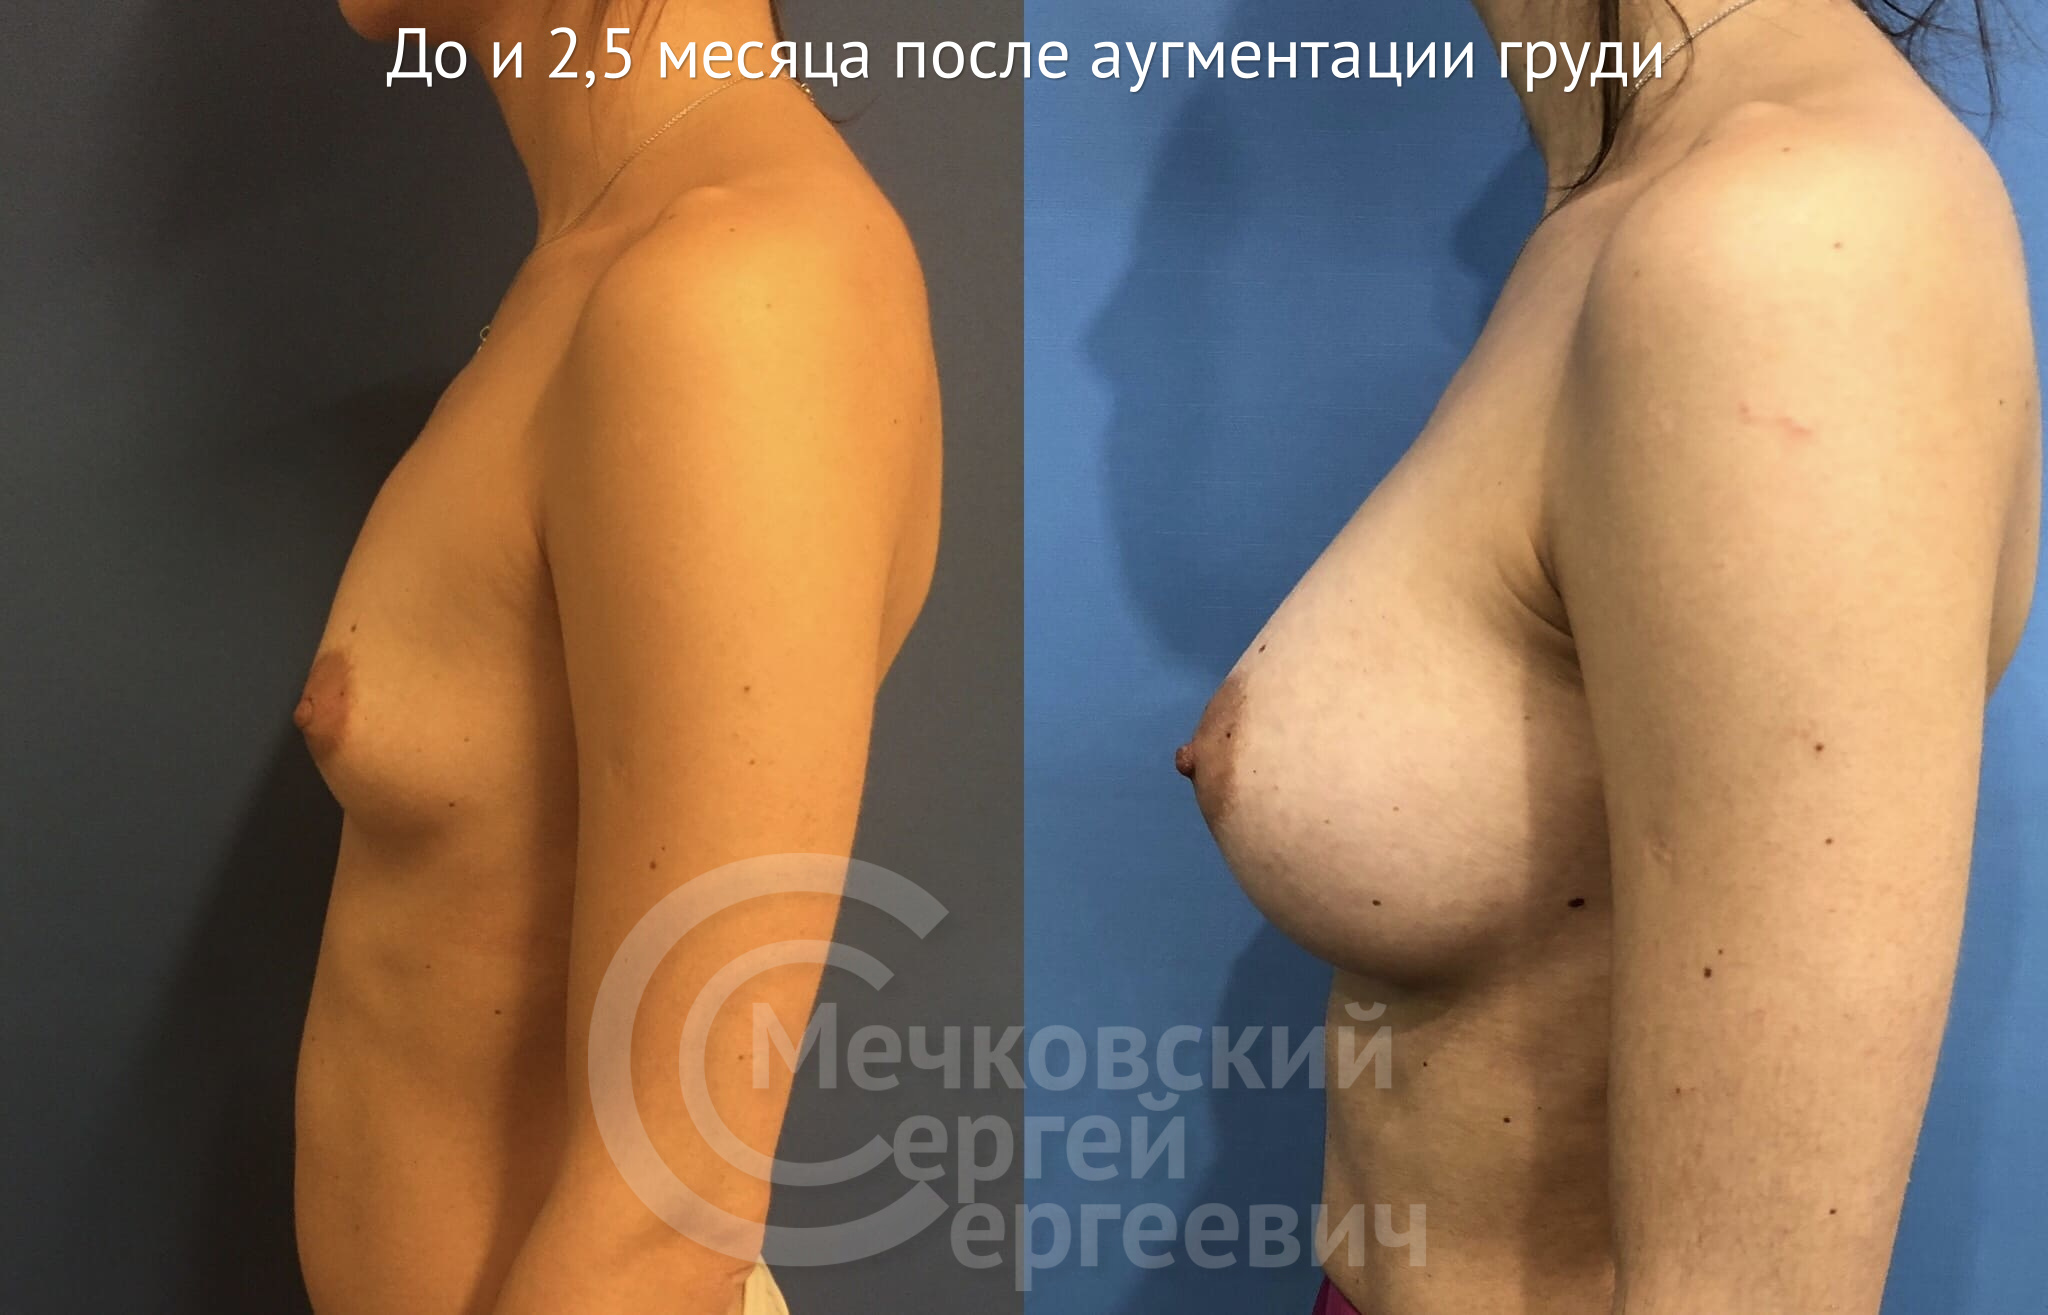 До и 2,5 месяца после аугментации груди
Мечковский
Сергей
Сергеевич